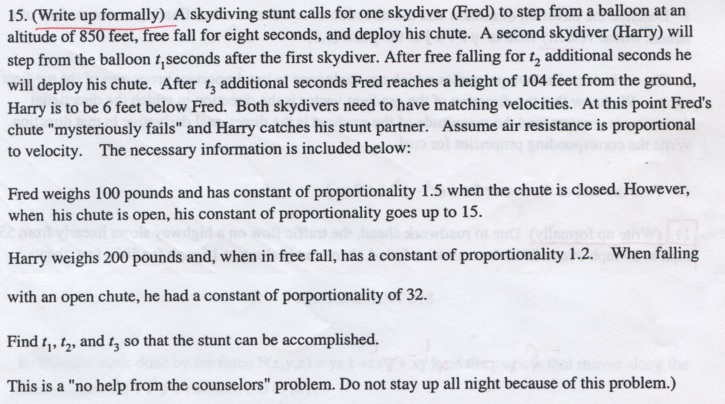 15. (Write up formally) A skydiving stunt calls for one skydiver (Fred) to step from a balloon at an
altitude of 850 feet, free fall for eight seconds, and deploy his chute. A second skydiver (Harry) will
step from the balloon t₁ seconds after the first skydiver. After free falling for t₂ additional seconds he
will deploy his chute. After t₃ additional seconds Fred reaches a height of 104 feet from the ground,
Harry is to be 6 feet below Fred. Both skydivers need to have matching velocities. At this point Fred's
chute "mysteriously fails" and Harry catches his stunt partner. Assume air resistance is proportional
to velocity. The necessary information is included below:
Fred weighs 100 pounds and has constant of proportionality 1.5 when the chute is closed. However,
when his chute is open, his constant of proportionality goes up to 15.
Harry weighs 200 pounds and, when in free fall, has a constant of proportionality 1.2. When falling
with an open chute, he had a constant of porportionality of 32.
Find t₁, t₂, and t₃ so that the stunt can be accomplished.
This is a "no help from the counselors" problem. Do not stay up all night because of this problem.)